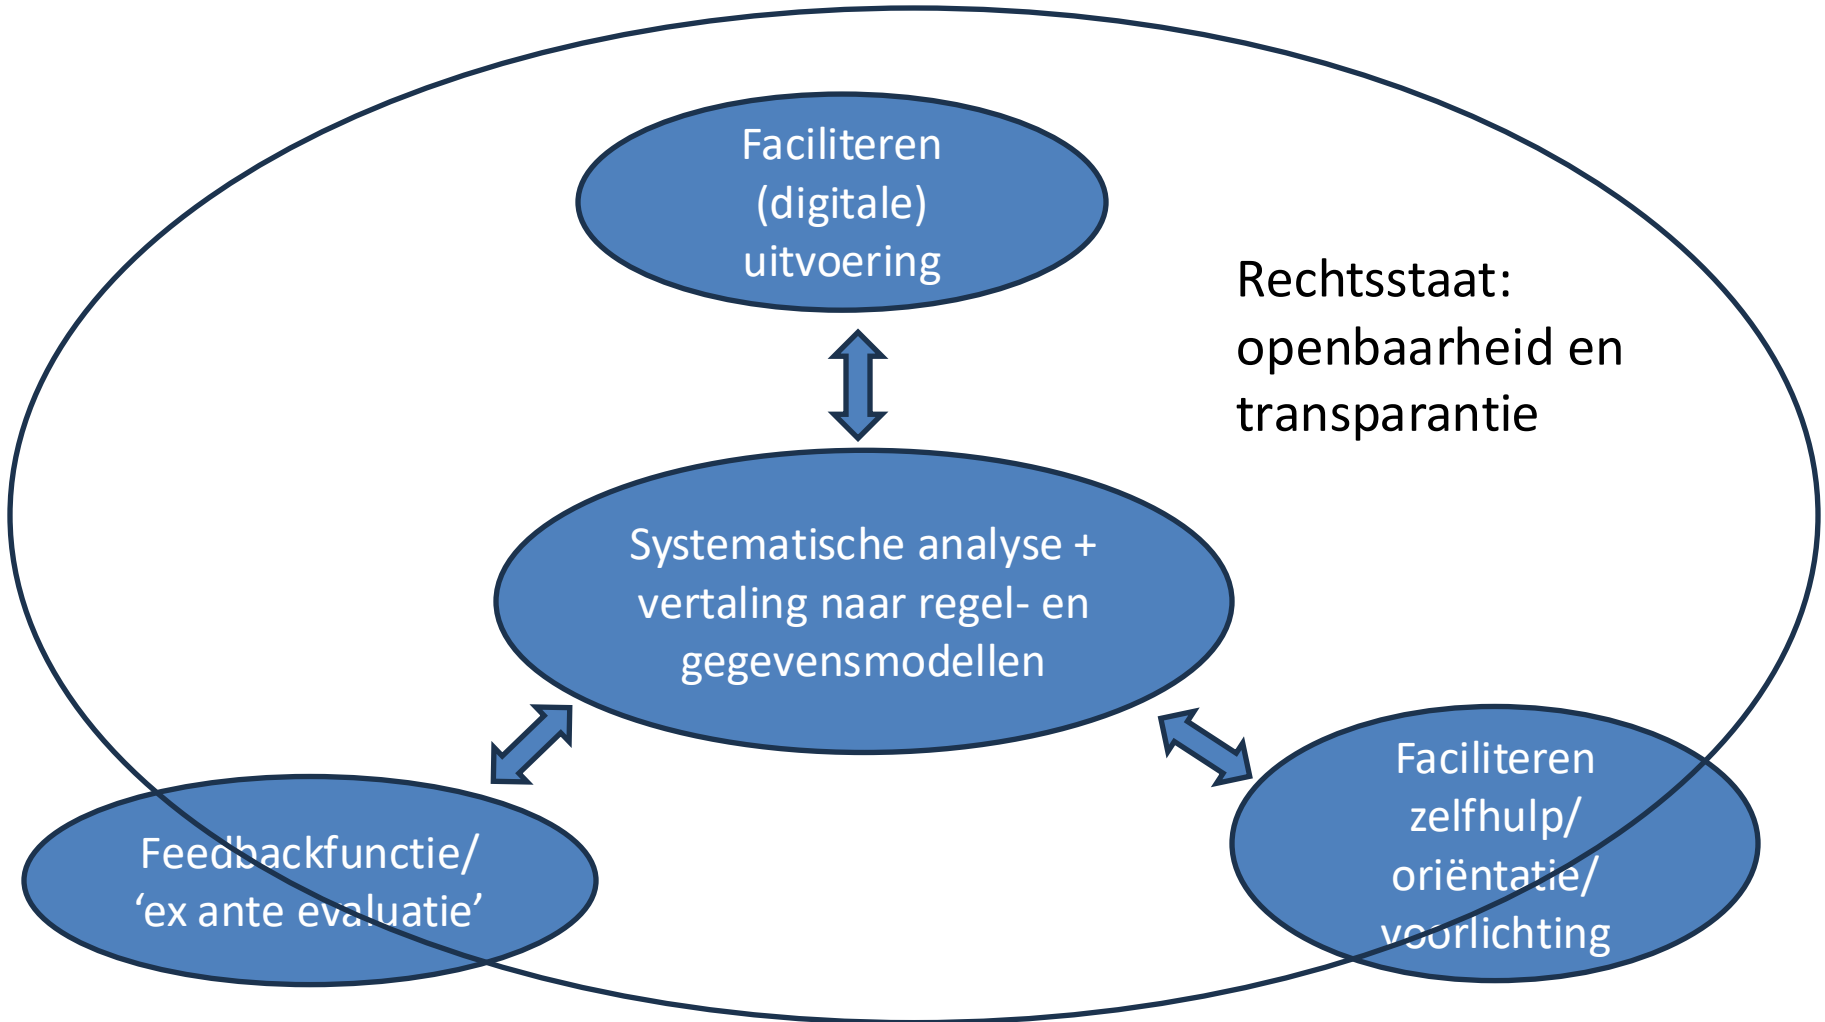 Faciliteren
(digitale)
uitvoering
Rechtsstaat:
openbaarheid en
transparantie
Systematische analyse +
vertaling naar regel- en
gegevensmodellen
Feedbackfunctie/
‘ex ante evaluatie’
Faciliteren
zelfhulp/
oriëntatie/
voorlichting